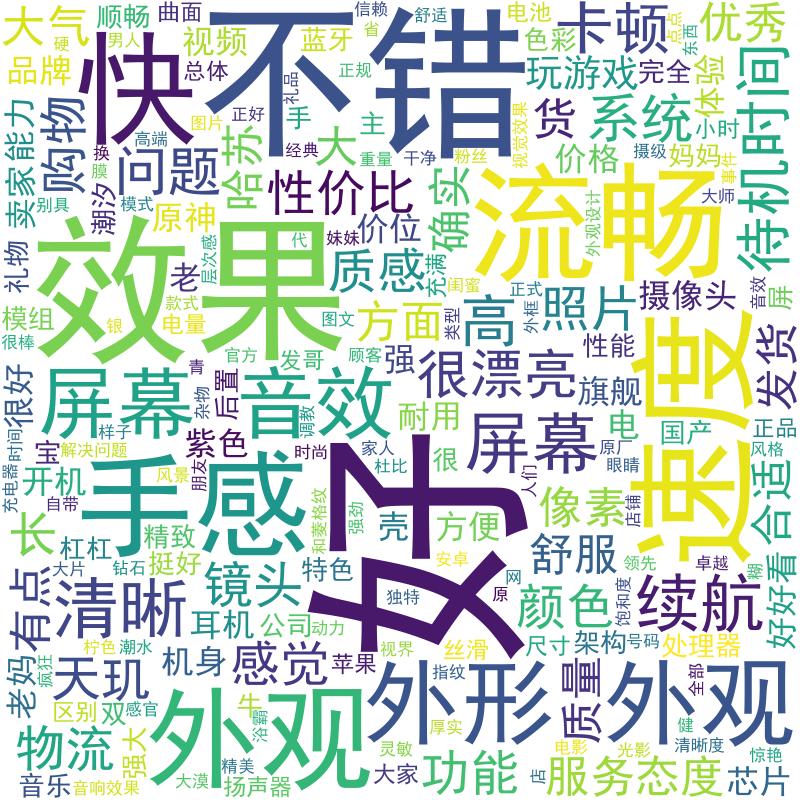 大气
顺畅
曲面
信赖
舒适
电池
卡顿
优秀
硬
男人
视频
蓝牙
省
色彩
点点
东西
品牌
总体
正规
快
不错
玩游戏
完全
体验
待机时间
卖家能力
购物
正好
礼品
手
图片
主
货
系统
小时
高端
问题
哈苏
大
经典
重量
干净
粉丝
视觉效果
价格
摄级
妈妈
事件
换
膜
别具
模式
潮汐
原神
性价比
确实
流畅
大师
礼物
层次感
代
妹妹
价位
外观设计
效果
老
质感
充满
闺蜜
正式
摄像头
音效
屏
模组
款式
银
电量
图文
方面
高
类型
外框
照片
很棒
官方
发哥
顾客
强
很漂亮
性能
速度
发货
很好
屏幕
青
杂物
后置
音效
调教
耐用
旗舰
样子
时尚
家人
很
屏幕
原厂
电
国产
正品
充电器
时间
宝
解决问题
紫色
朋友
杜比
人们
眼睛
风格
开机
自带
风景
手感
和菱格纹
强劲
好
像素
店铺
合适
长
杠杠
精致
挺好
壳
方便
大片
钻石
镜头
特色
安卓
舒服
领先
卓越
糊
好好看
有点
清晰
独特
原
网
颜色
饱和度
续航
老妈
疯狂
柠色
潮水
耳机
公司
动力
视界
丝滑
尺寸
架构
号码
处理器
天玑
机身
感觉
苹果
指纹
外形
质量
外观
全部
区别
双
感官
外观
牛
浴霸
厚实
健
清晰度
物流
强大
灵敏
电影
光影
惊艳
音乐
音响效果
大漠
精美
扬声器
大家
功能
店
服务态度
芯片